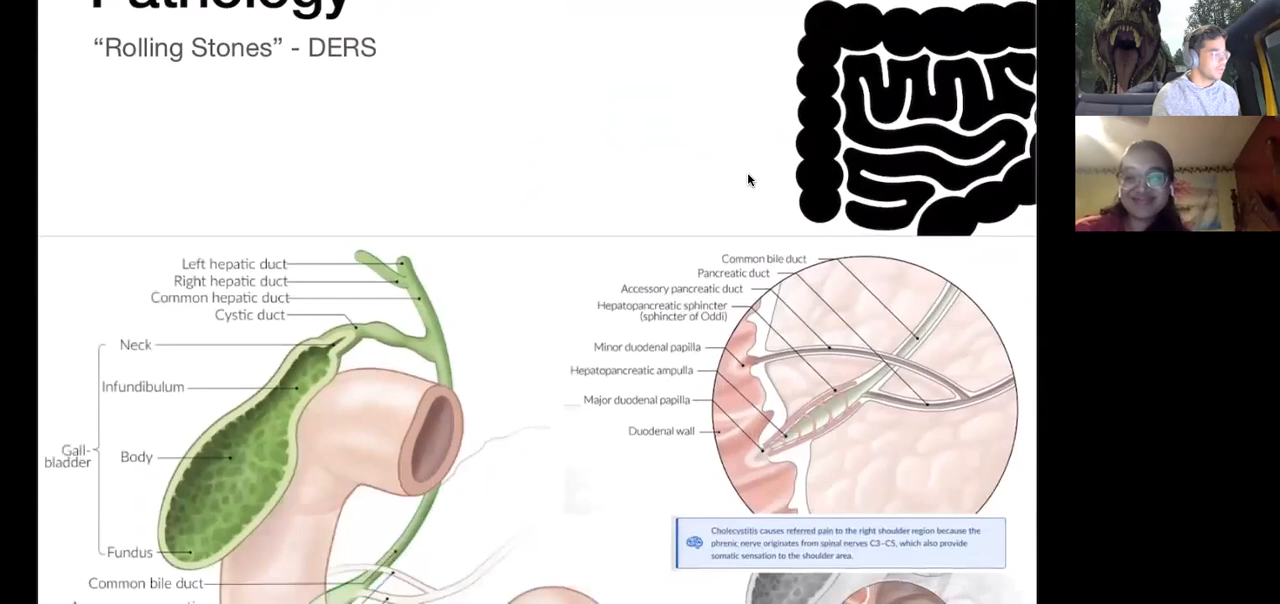 Pathology
“Rolling Stones” - DERS
Left hepatic duct
Right hepatic duct
Common hepatic duct
Cystic duct
Neck
Infundibulum
Gall-
bladder
Body
Fundus
Common bile duct
Common bile duct
Pancreatic duct
Accessory pancreatic duct
Hepatopancreatic sphincter
(sphincter of Oddi)
Minor duodenal papilla
Hepatopancreatic ampulla
Major duodenal papilla
Duodenal wall
Cholecystitis causes referred pain to the right shoulder region because the
phrenic nerve originates from spinal nerves C3-C5, which also provide
somatic sensation to the shoulder area.